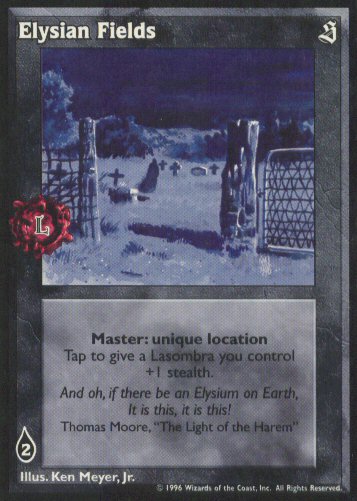 Elysian Fields
L
Master: unique location
Tap to give a Lasombra you control
+1 stealth.
And oh, if there be an Elysium on Earth,
It is this, it is this!
Thomas Moore, "The Light of the Harem"
2
Illus. Ken Meyer, Jr.
© 1996 Wizards of the Coast, Inc. All Rights Reserved.